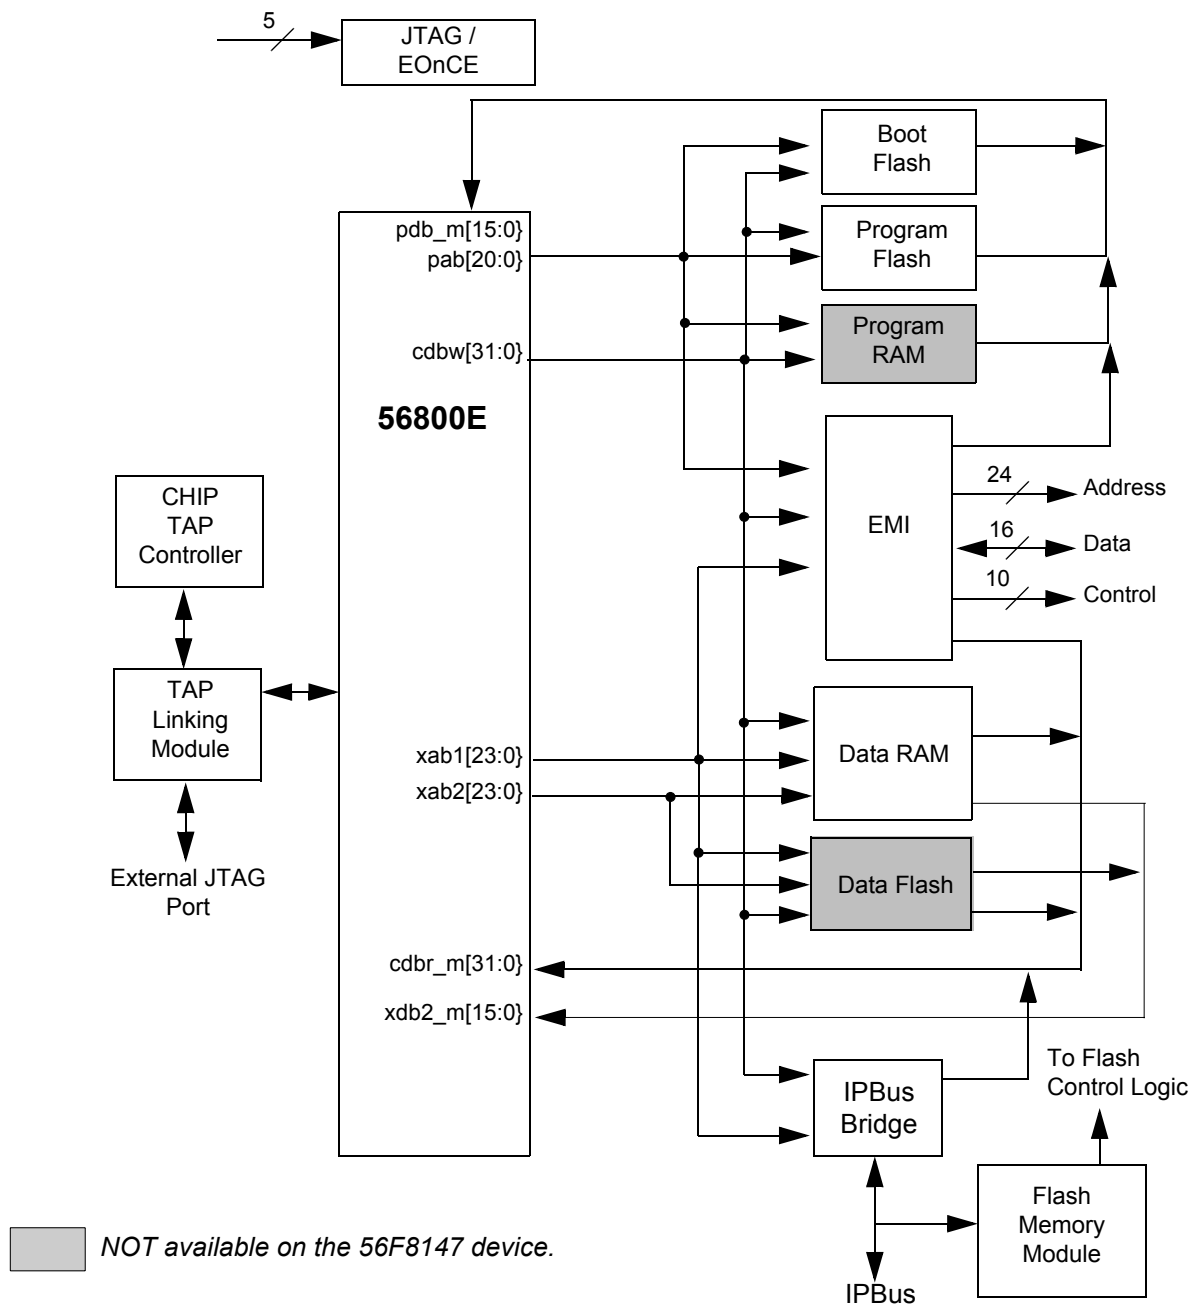 5
JTAG /
EOnCE
Boot
Flash
pdb_m[15:0}
pab[20:0}
Program
Flash
cdbw[31:0}
Program
RAM
56800E
CHIP
TAP
Controller
EMI
24
Address
16
Data
10
Control
TAP
Linking
Module
xab1[23:0}
xab2[23:0}
Data RAM
External JTAG
Port
Data Flash
cdbr_m[31:0}
xdb2_m[15:0}
To Flash
Control Logic
IPBus
Bridge
Flash
Memory
Module
NOT available on the 56F8147 device.
IPBus